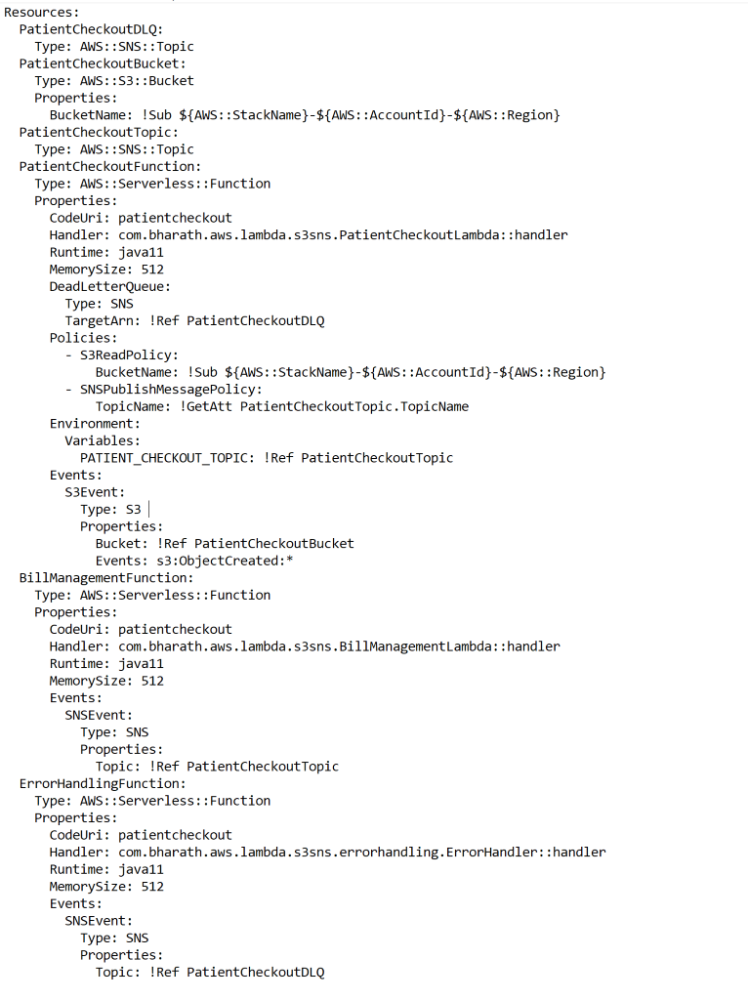 Resources:
  PatientCheckoutDLQ:
    Type: AWS::SNS::Topic
  PatientCheckoutBucket:
    Type: AWS::S3::Bucket
    Properties:
      BucketName: !Sub ${AWS::StackName}-${AWS::AccountId}-${AWS::Region}
  PatientCheckoutTopic:
    Type: AWS::SNS::Topic
  PatientCheckoutFunction:
    Type: AWS::Serverless::Function
    Properties:
      CodeUri: patientcheckout
      Handler: com.bharath.aws.lambda.s3sns.PatientCheckoutLambda::handler
      Runtime: java11
      MemorySize: 512
      DeadLetterQueue:
        Type: SNS
        TargetArn: !Ref PatientCheckoutDLQ
      Policies:
        - S3ReadPolicy:
            BucketName: !Sub ${AWS::StackName}-${AWS::AccountId}-${AWS::Region}
        - SNSPublishMessagePolicy:
            TopicName: !GetAtt PatientCheckoutTopic.TopicName
      Environment:
        Variables:
          PATIENT_CHECKOUT_TOPIC: !Ref PatientCheckoutTopic
      Events:
        S3Event:
          Type: S3
          Properties:
            Bucket: !Ref PatientCheckoutBucket
            Events: s3:ObjectCreated:*
  BillManagementFunction:
    Type: AWS::Serverless::Function
    Properties:
      CodeUri: patientcheckout
      Handler: com.bharath.aws.lambda.s3sns.BillManagementLambda::handler
      Runtime: java11
      MemorySize: 512
      Events:
        SNSEvent:
          Type: SNS
          Properties:
            Topic: !Ref PatientCheckoutTopic
  ErrorHandlingFunction:
    Type: AWS::Serverless::Function
    Properties:
      CodeUri: patientcheckout
      Handler: com.bharath.aws.lambda.s3sns.errorhandling.ErrorHandler::handler
      Runtime: java11
      MemorySize: 512
      Events:
        SNSEvent:
          Type: SNS
          Properties:
            Topic: !Ref PatientCheckoutDLQ